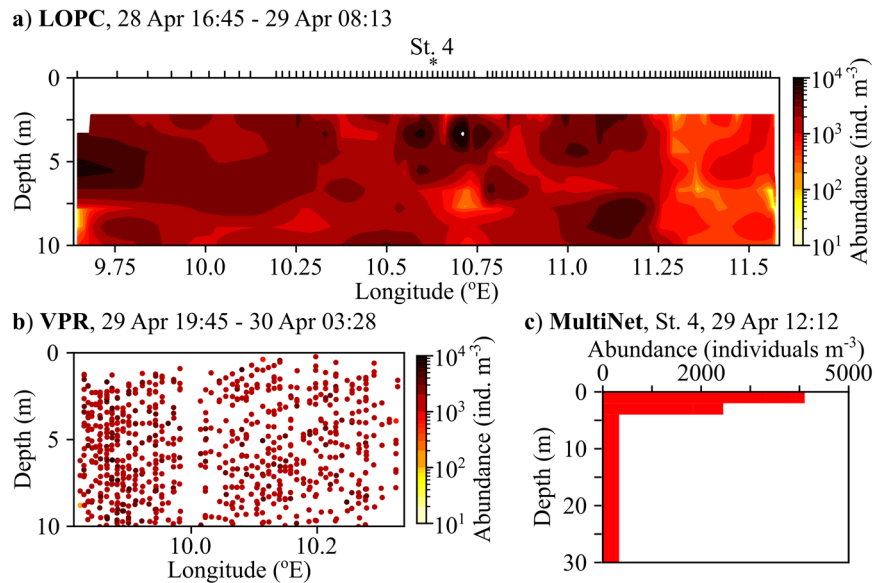 a) LOPC, 28 Apr 16:45 - 29 Apr 08:13
St. 4
*
0
5
10
Depth (m)
9.75 10.0 10.25 10.5 10.75 11.0 11.25 11.5
Longitude (°E)
10^4
10^3
10^2
10^1
Abundance (ind. m^-3)
b) VPR, 29 Apr 19:45 - 30 Apr 03:28
0
5
10
Depth (m)
10.0 10.2
Longitude (°E)
10^4
10^3
10^2
10^1
Abundance (ind. m^-3)
c) MultiNet, St. 4, 29 Apr 12:12
Abundance (individuals m^-3)
0 2000 5000
0
10
20
30
Depth (m)